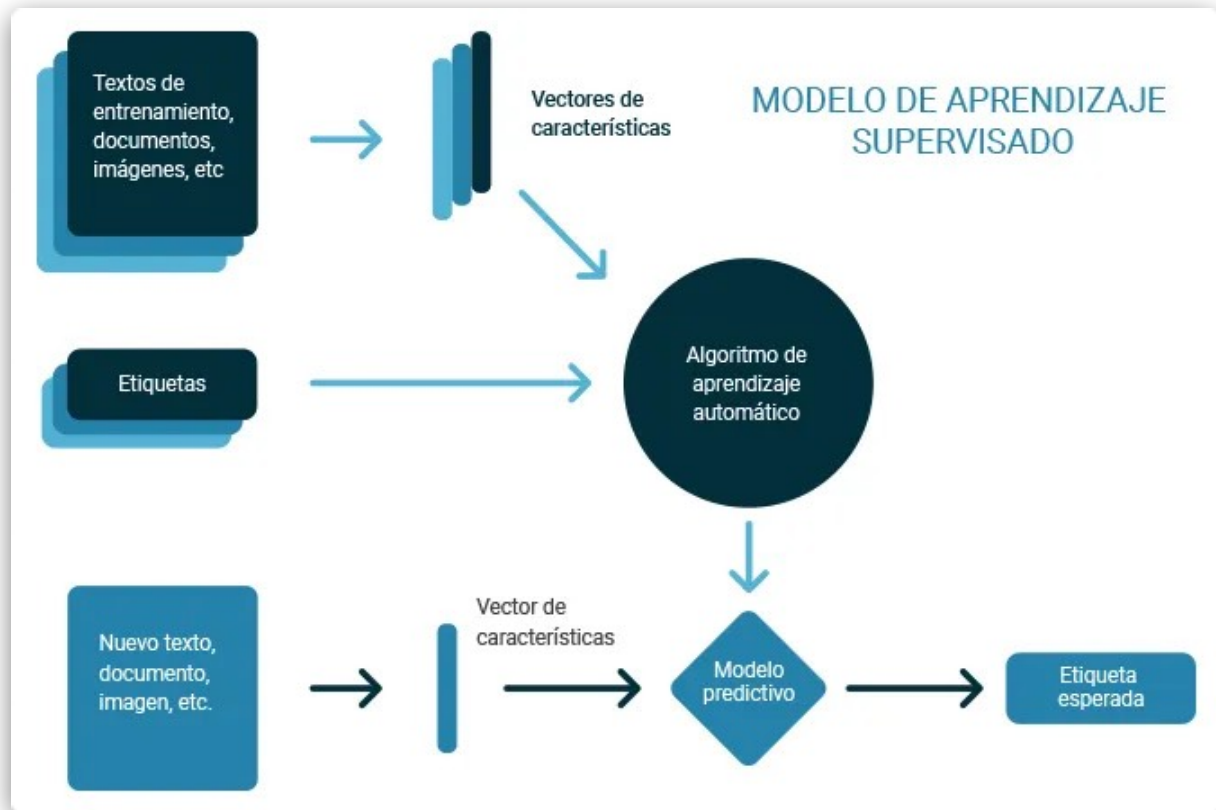 Textos de
entrenamiento,
documentos,
imágenes, etc
Vectores de
características
MODELO DE APRENDIZAJE
SUPERVISADO
Etiquetas
Algoritmo de
aprendizaje
automático
Nuevo texto,
documento,
imagen, etc.
Vector de
características
Modelo
predictivo
Etiqueta
esperada